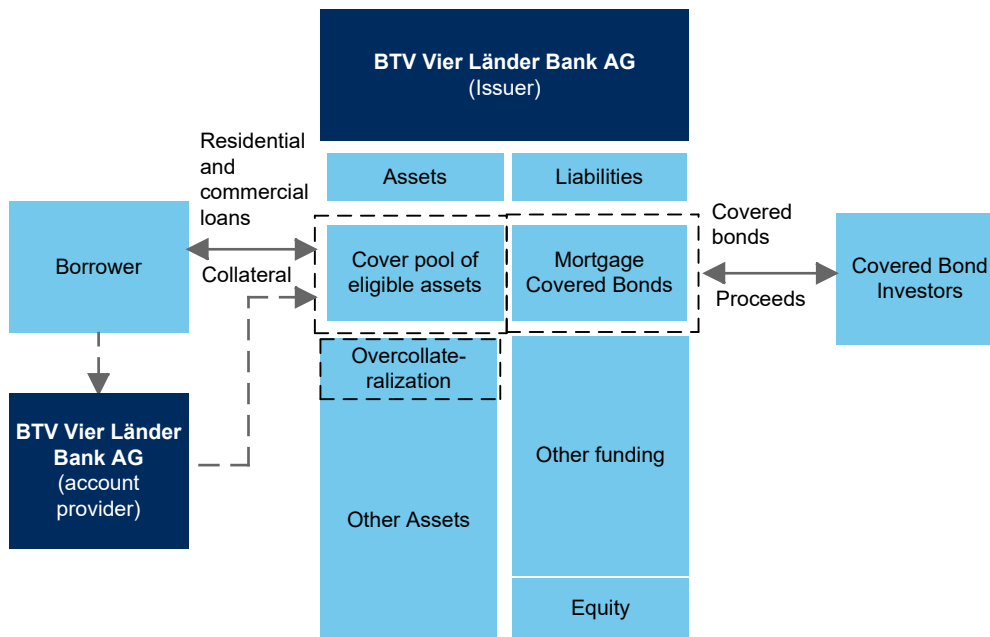 BTV Vier Länder Bank AG
(Issuer)
Residential
and
commercial
loans
Assets
Liabilities
Borrower
Collateral
Cover pool of
eligible assets
Mortgage
Covered Bonds
Covered
bonds
Proceeds
Covered Bond
Investors
Overcollate-
ralization
BTV Vier Länder
Bank AG
(account
provider)
Other funding
Other Assets
Equity